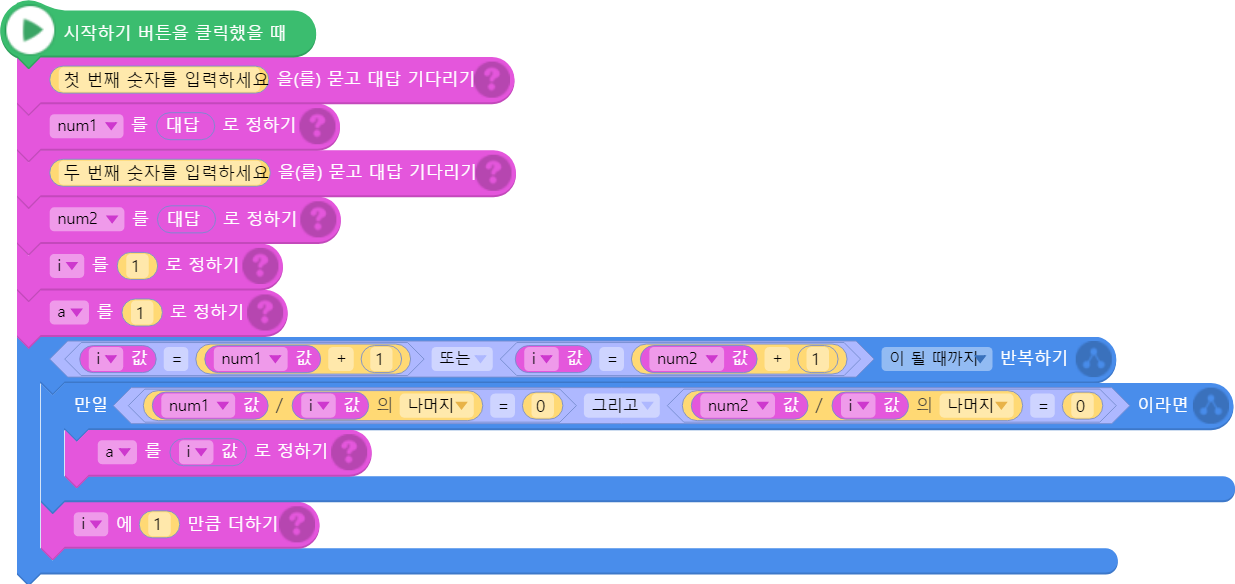 시작하기 버튼을 클릭했을 때
첫 번째 숫자를 입력하세요 을(를) 묻고 대답 기다리기 ?
num1 를 대답 로 정하기 ?
두 번째 숫자를 입력하세요 을(를) 묻고 대답 기다리기 ?
num2 를 대답 로 정하기 ?
i 를 1 로 정하기 ?
a 를 1 로 정하기 ?
i 값 = num1 값 + 1 또는 i 값 = num2 값 + 1 이 될 때까지 반복하기
만일 num1 값 / i 값 의 나머지 = 0 그리고 num2 값 / i 값 의 나머지 = 0 이라면
a 를 i 값 로 정하기 ?
i 에 1 만큼 더하기 ?